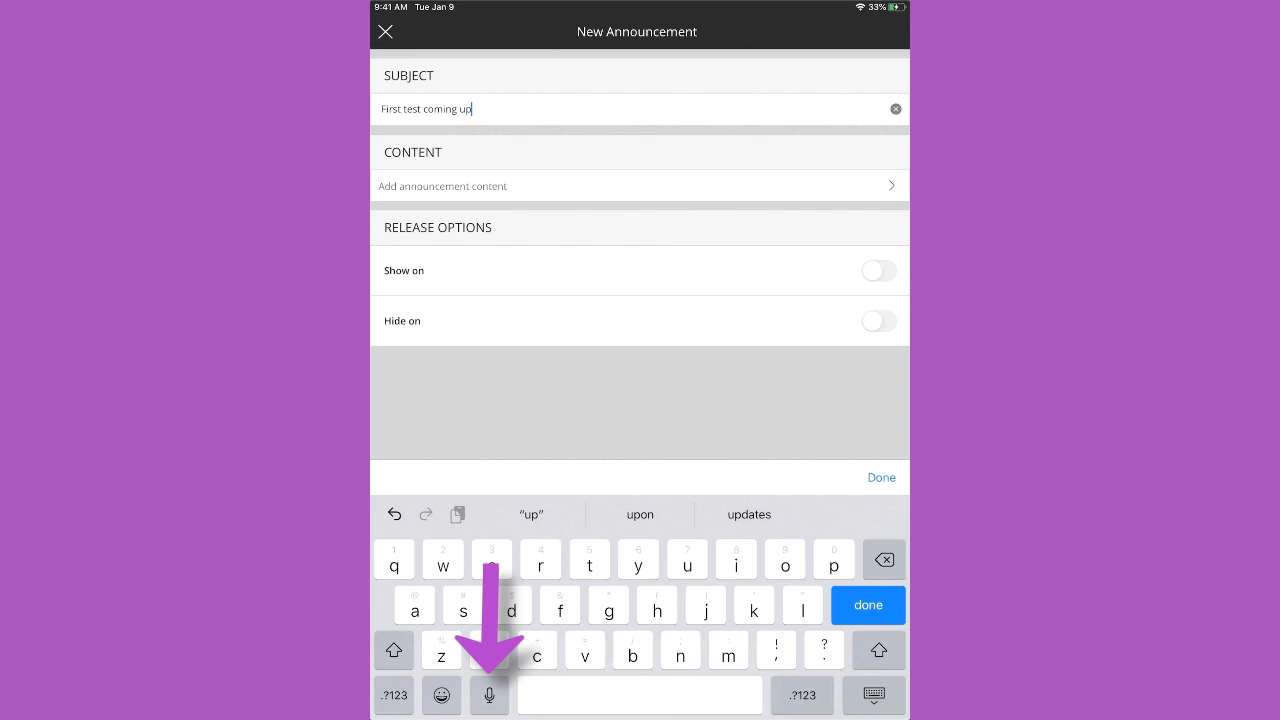 9:41 AM Tue Jan 9 33%
New Announcement
SUBJECT
First test coming up
CONTENT
Add announcement content
RELEASE OPTIONS
Show on
Hide on
Done
"up" upon updates
1 2 3 4 5 6 7 8 9 0
q w r t y u i o p
@ # * ( ) ' "
a s d f g h j k l done
% + = / ; : ! ?
z c v b n m , .
.?123 .?123